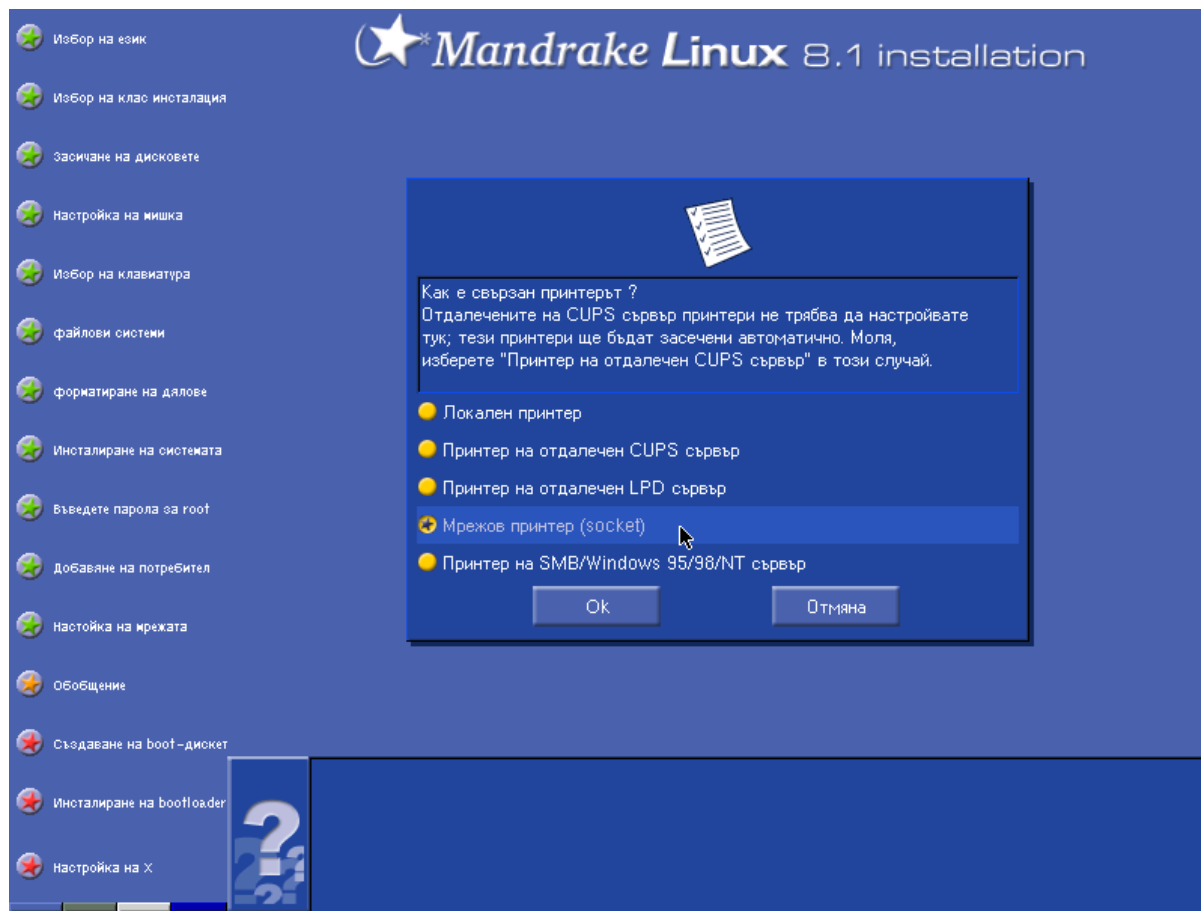 Mandrake Linux 8.1 installation
Избор на език
Избор на клас инсталация
Засичане на дисковете
Настройка на мишка
Избор на клавиатура
файлови системи
форматиране на дялове
Инсталиране на системата
Въведете парола за root
Добавяне на потребител
Настойка на мрежата
Обобщение
Създаване на boot-дискет
Инсталиране на bootloader
Настройка на X
Как е свързан принтерът ?
Отдалечените на CUPS сървър принтери не трябва да настройвате
тук; тези принтери ще бъдат засечени автоматично. Моля,
изберете "Принтер на отдалечен CUPS сървър" в този случай.
Локален принтер
Принтер на отдалечен CUPS сървър
Принтер на отдалечен LPD сървър
Мрежов принтер (socket)
Принтер на SMB/Windows 95/98/NT сървър
Ok
Отмяна